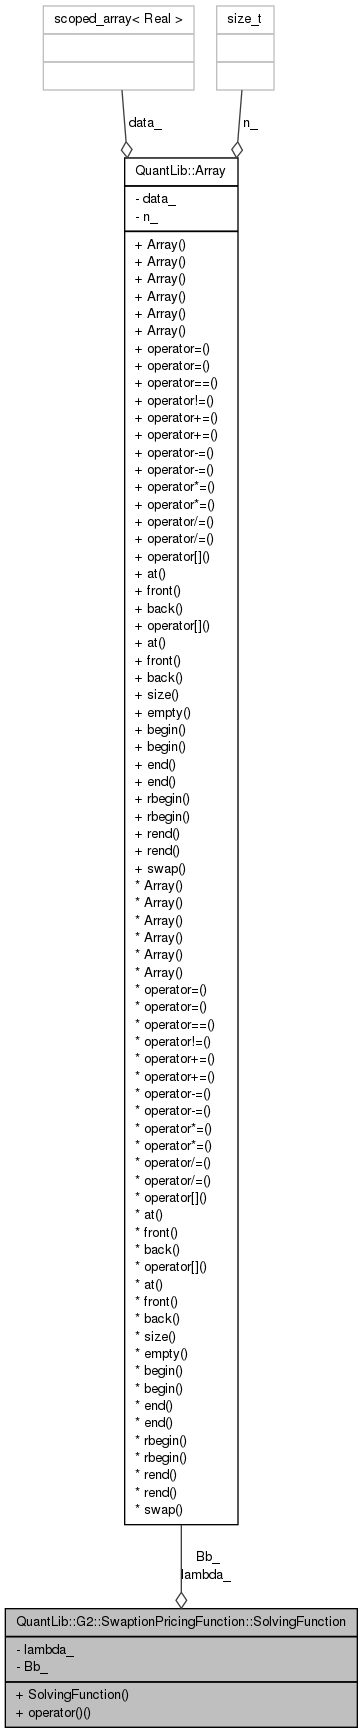 scoped_array< Real >
size_t
data_
n_
QuantLib::Array
- data_
- n_
+ Array()
+ Array()
+ Array()
+ Array()
+ Array()
+ Array()
+ operator=()
+ operator=()
+ operator==()
+ operator!=()
+ operator+=()
+ operator+=()
+ operator-=()
+ operator-=()
+ operator*=()
+ operator*=()
+ operator/=()
+ operator/=()
+ operator[]()
+ at()
+ front()
+ back()
+ operator[]()
+ at()
+ front()
+ back()
+ size()
+ empty()
+ begin()
+ begin()
+ end()
+ end()
+ rbegin()
+ rbegin()
+ rend()
+ rend()
+ swap()
* Array()
* Array()
* Array()
* Array()
* Array()
* Array()
* operator=()
* operator=()
* operator==()
* operator!=()
* operator+=()
* operator+=()
* operator-=()
* operator-=()
* operator*=()
* operator*=()
* operator/=()
* operator/=()
* operator[]()
* at()
* front()
* back()
* operator[]()
* at()
* front()
* back()
* size()
* empty()
* begin()
* begin()
* end()
* end()
* rbegin()
* rbegin()
* rend()
* rend()
* swap()
Bb_
lambda_
QuantLib::G2::SwaptionPricingFunction::SolvingFunction
- lambda_
- Bb_
+ SolvingFunction()
+ operator()()